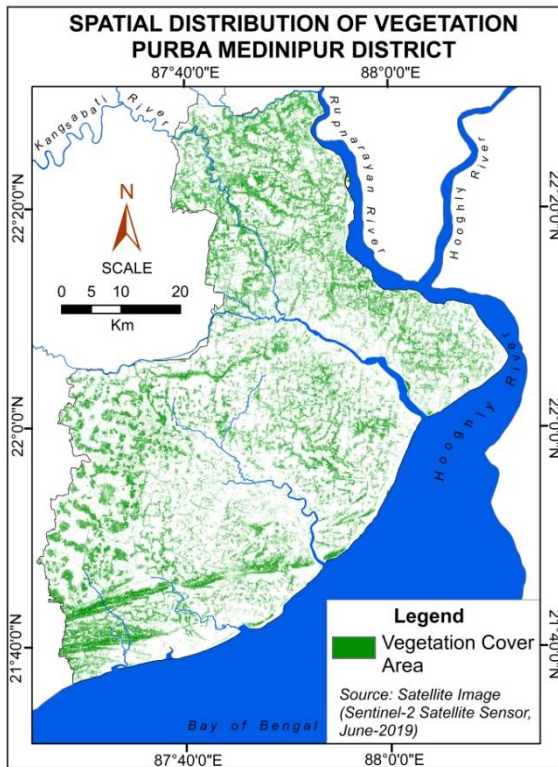 SPATIAL DISTRIBUTION OF VEGETATION
PURBA MEDINIPUR DISTRICT
87°40'0"E
88°0'0"E
Kangsabati River
Rupnarayan River
Hooghly River
22°20'0"N
22°20'0"N
N
SCALE
0 5 10 20
Km
22°0'0"N
22°0'0"N
Hooghly River
21°40'0"N
21°40'0"N
Legend
Vegetation Cover
Area
Source: Satellite Image
(Sentinel-2 Satellite Sensor,
June-2019)
Bay of Bengal
87°40'0"E
88°0'0"E